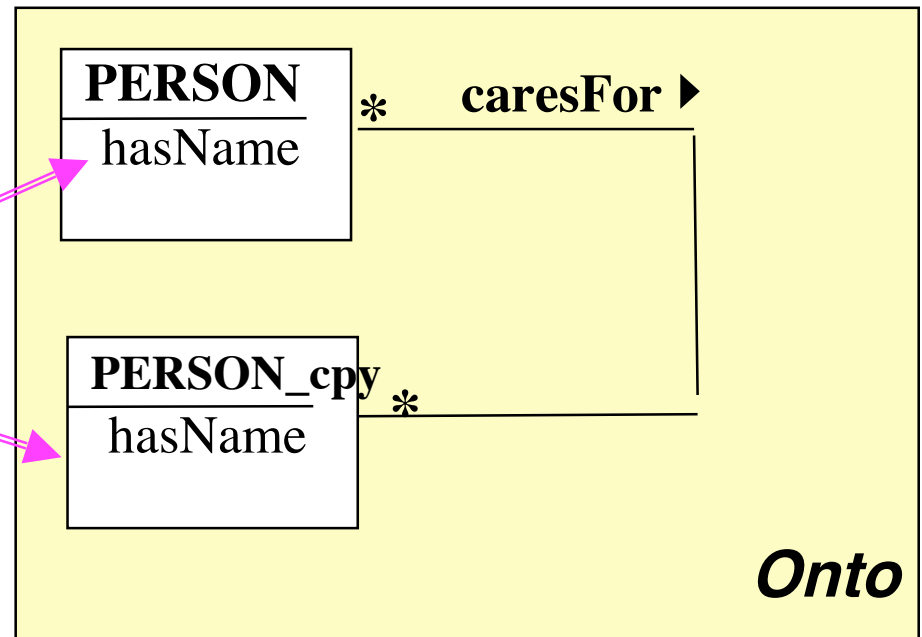 PERSON
hasName
* caresFor ▶
PERSON_cpy
hasName
*
Onto